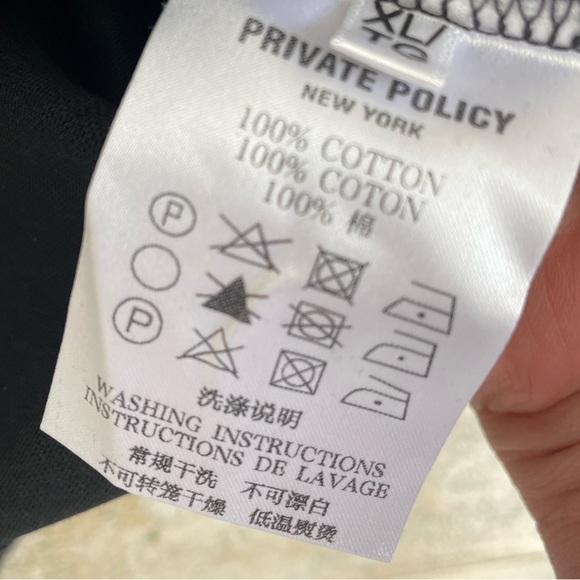 XL/
TG
PRIVATE POLICY
NEW YORK
100% COTTON
100% COTON
100% 棉
P
P
洗涤说明
WASHING INSTRUCTIONS
INSTRUCTIONS DE LAVAGE
常规干洗 不可漂白
不可转笼干燥 低温熨烫